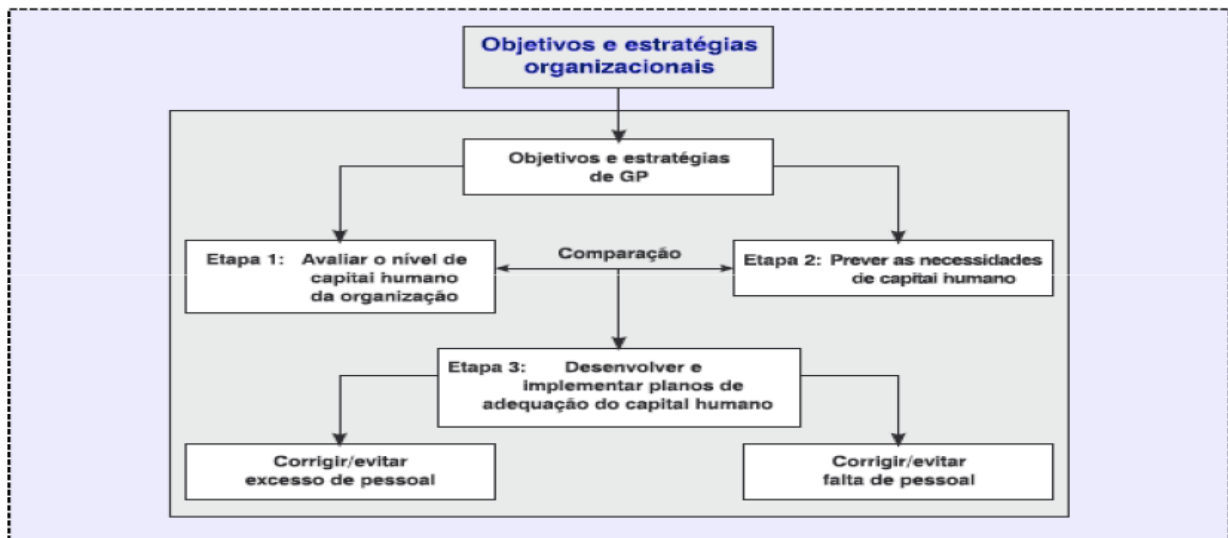 Objetivos e estratégias
organizacionais
Objetivos e estratégias
de GP
Etapa 1: Avaliar o nível de
capital humano
da organização
Comparação
Etapa 2: Prever as necessidades
de capital humano
Etapa 3: Desenvolver e
implementar planos de
adequação do capital humano
Corrigir/evitar
excesso de pessoal
Corrigir/evitar
falta de pessoal